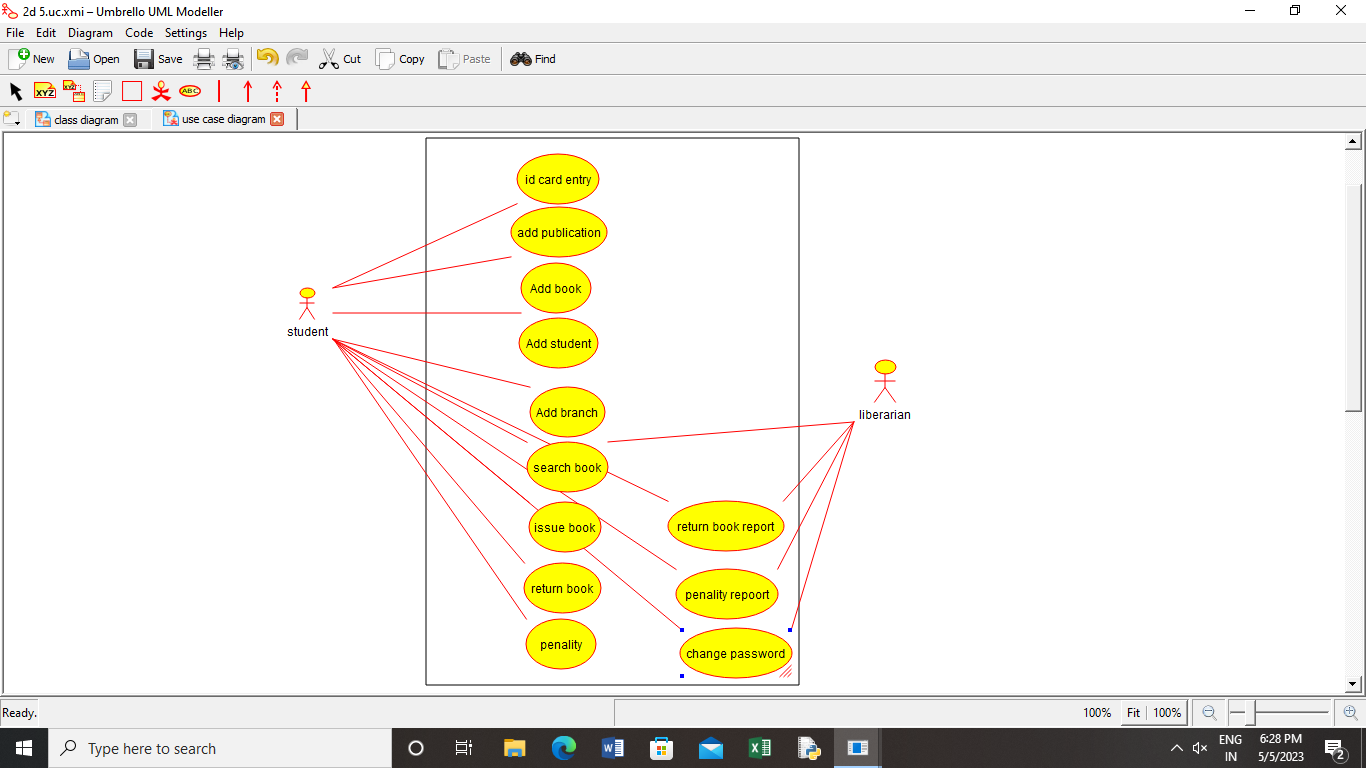 2d 5.uc.xmi – Umbrello UML Modeller
File Edit Diagram Code Settings Help
New Open Save Cut Copy Paste Find
XYZ XYZ ABC
class diagram use case diagram
id card entry
add publication
Add book
student
Add student
Add branch
liberarian
search book
issue book
return book report
return book
penality repoort
penality
change password
Ready. 100% Fit 100%
Type here to search
ENG
IN
6:28 PM
5/5/2023
2